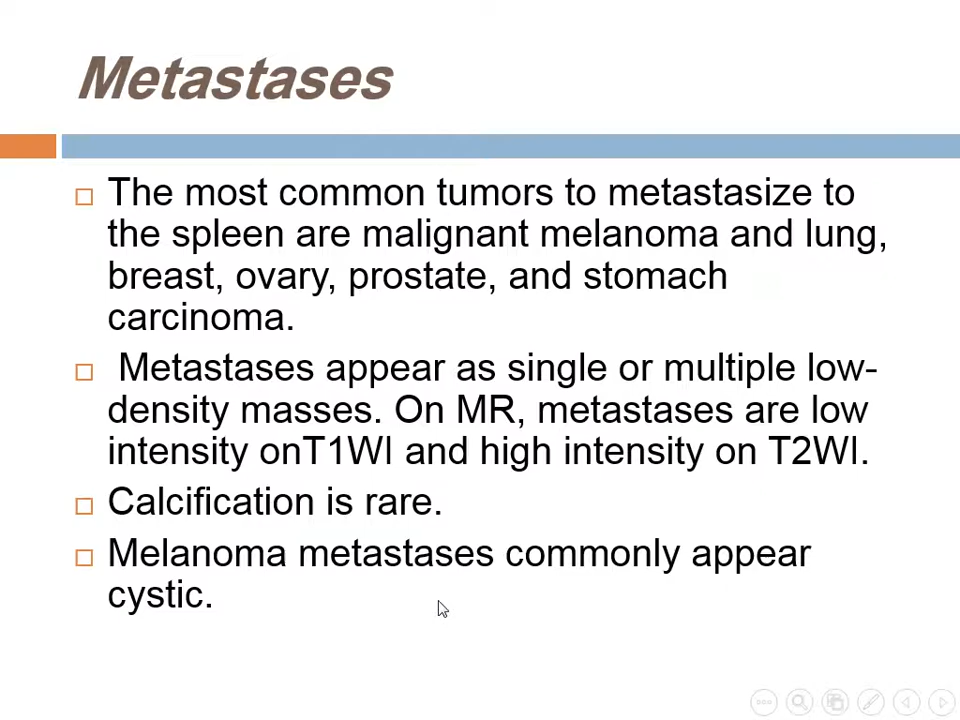 Metastases
The most common tumors to metastasize to
the spleen are malignant melanoma and lung,
breast, ovary, prostate, and stomach
carcinoma.
Metastases appear as single or multiple low-
density masses. On MR, metastases are low
intensity onT1WI and high intensity on T2WI.
Calcification is rare.
Melanoma metastases commonly appear
cystic.